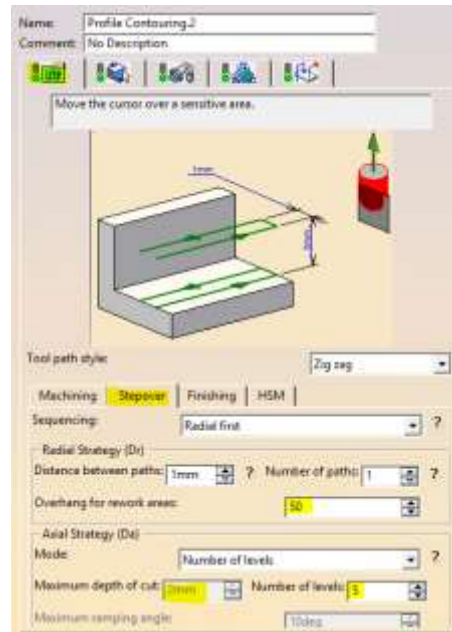 Name: Profile Contouring.2
Comment: No Description
Move the cursor over a sensitive area.
1mm
Tool path style: Zig zag
Machining Stepover Finishing HSM
Sequencing: Radial first ?
Radial Strategy (Dr)
Distance between paths: 1mm ? Number of paths: 1 ?
Overhang for rework areas: 50
Axial Strategy (Da)
Mode: Number of levels ?
Maximum depth of cut: 2mm Number of levels: 5
Maximum ramping angle: 10deg